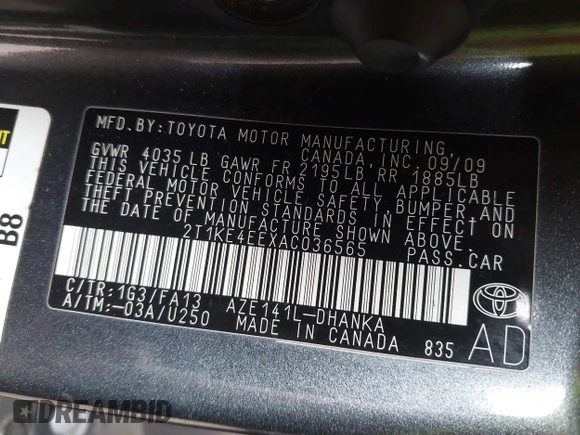 MFD.BY:TOYOTA MOTOR MANUFACTURING,
CANADA, INC. 09/09
GVWR 4035 LB GAWR FR 2195LB RR 1885LB
THIS VEHICLE CONFORMS TO ALL APPLICABLE
FEDERAL MOTOR VEHICLE SAFETY, BUMPER, AND
THEFT PREVENTION STANDARDS IN EFFECT ON
THE DATE OF MANUFACTURE SHOWN ABOVE.
2T1KE4EEXAC036565 PASS.CAR
C/TR:1G3/FA13 AZE141L-DHANKA
A/TM:-03A/U250 MADE IN CANADA 835
TOYOTA
AD
B8
DREAMBID